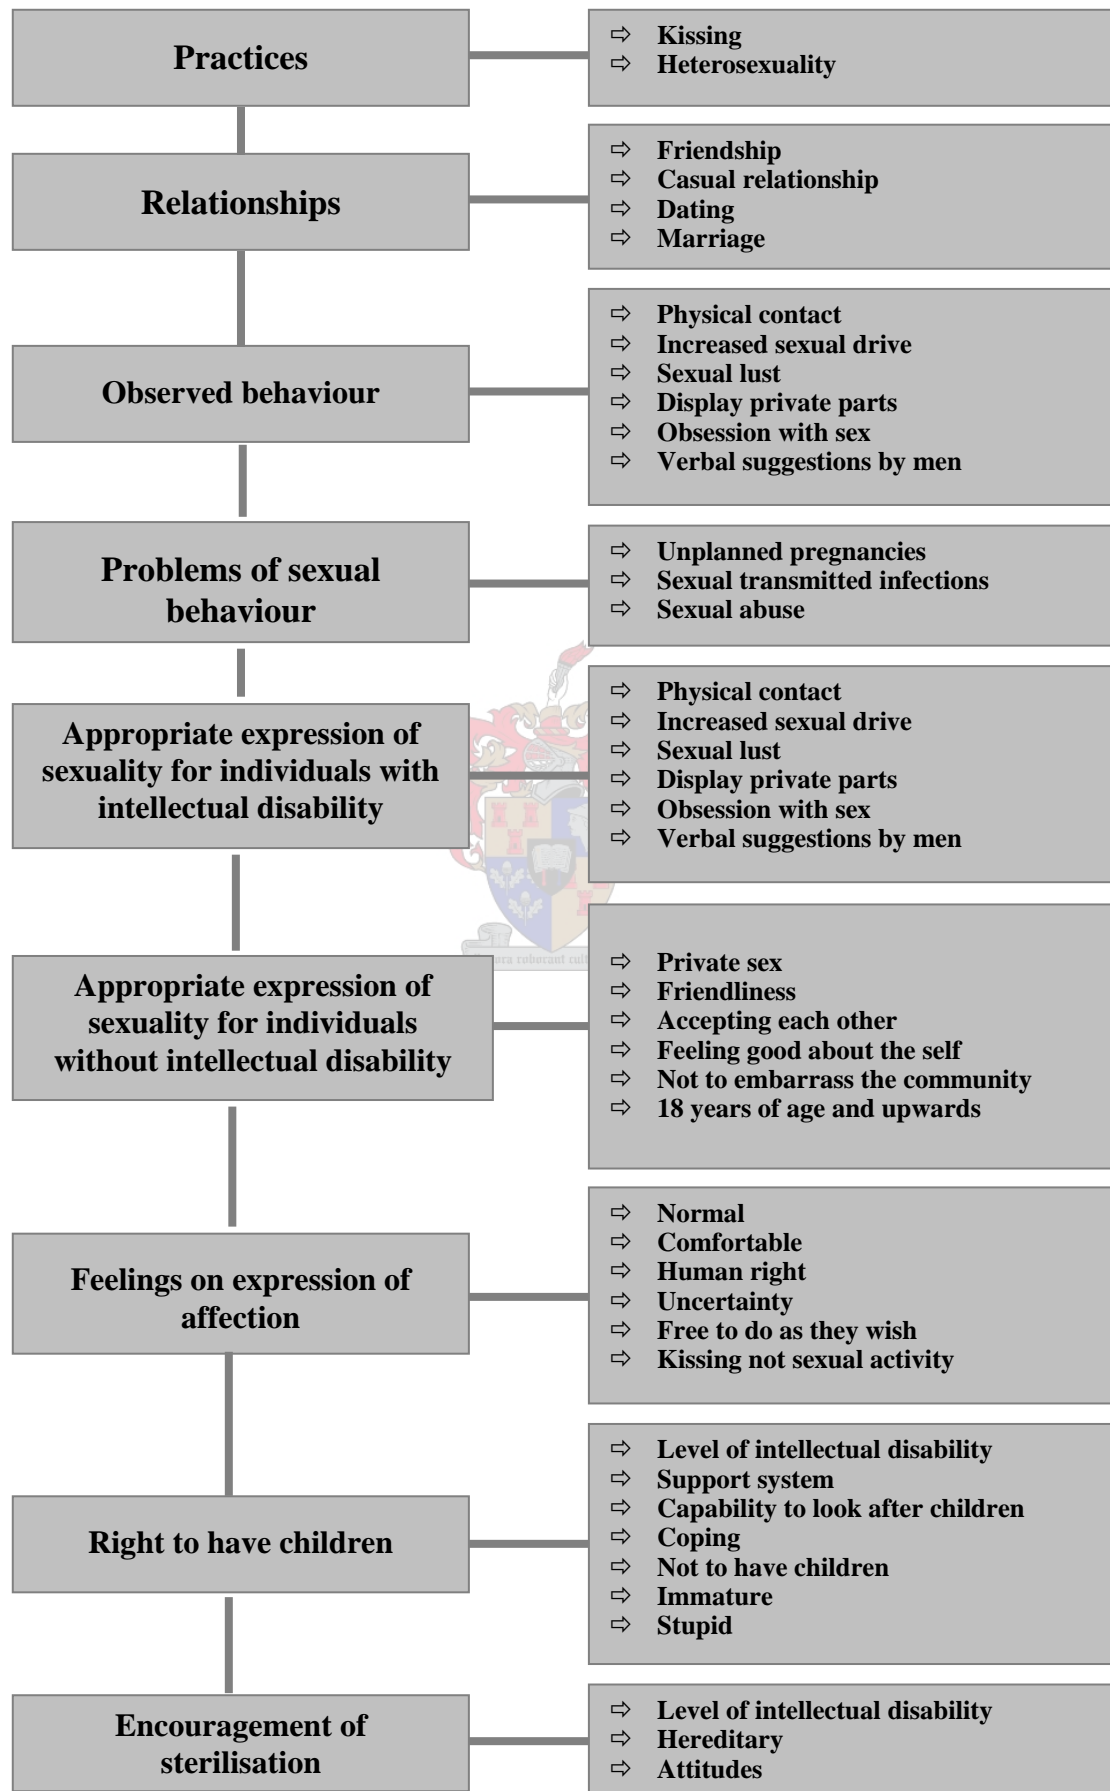 Practices
⇨ Kissing
⇨ Heterosexuality
Relationships
⇨ Friendship
⇨ Casual relationship
⇨ Dating
⇨ Marriage
Observed behaviour
⇨ Physical contact
⇨ Increased sexual drive
⇨ Sexual lust
⇨ Display private parts
⇨ Obsession with sex
⇨ Verbal suggestions by men
Problems of sexual
behaviour
⇨ Unplanned pregnancies
⇨ Sexual transmitted infections
⇨ Sexual abuse
Appropriate expression of
sexuality for individuals with
intellectual disability
⇨ Physical contact
⇨ Increased sexual drive
⇨ Sexual lust
⇨ Display private parts
⇨ Obsession with sex
⇨ Verbal suggestions by men
roborant
Appropriate expression of
sexuality for individuals
without intellectual disability
⇨ Private sex
⇨ Friendliness
⇨ Accepting each other
⇨ Feeling good about the self
⇨ Not to embarrass the community
⇨ 18 years of age and upwards
Feelings on expression of
affection
⇨ Normal
⇨ Comfortable
⇨ Human right
⇨ Uncertainty
⇨ Free to do as they wish
⇨ Kissing not sexual activity
Right to have children
⇨ Level of intellectual disability
⇨ Support system
⇨ Capability to look after children
⇨ Coping
⇨ Not to have children
⇨ Immature
⇨ Stupid
Encouragement of
sterilisation
⇨ Level of intellectual disability
⇨ Hereditary
⇨ Attitudes